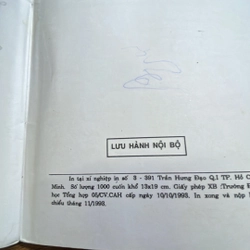 LƯU HÀNH NỘI BỘ
In tại xí nghiệp in số 3 - 391 Trần Hưng Đạo Q.1 TP. Hồ C
Minh. Số lượng 1000 cuốn khổ 13x19 cm. Giấy phép XB (Trường Đ
học Tổng hợp 05/CV.CAH cấp ngày 10/10/1993. In xong và nộp
chiểu tháng 11/1993.